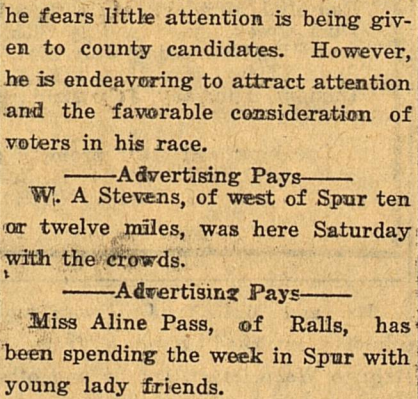 he fears little attention is being giv-
en to county candidates. However,
he is endeavoring to attract attention
and the favorable consideration of
voters in his race.
——Advertising Pays——
W. A Stevens, of west of Spur ten
or twelve miles, was here Saturday
with the crowds.
——Advertising Pays——
Miss Aline Pass, of Ralls, has
been spending the week in Spur with
young lady friends.